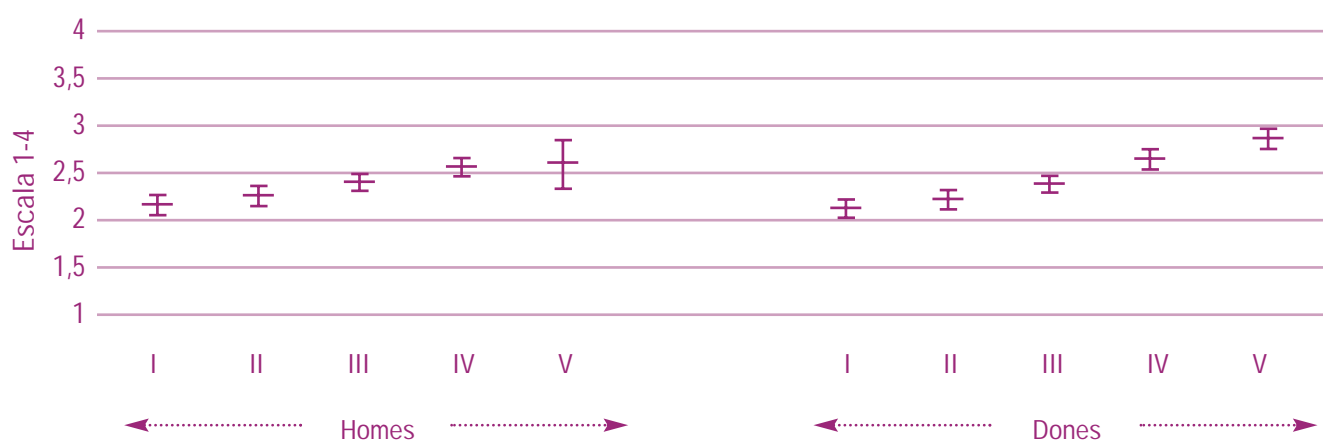 4
3,5
3
2,5
2
1,5
1
Escala 1-4
I II III IV V I II III IV V
Homes Dones